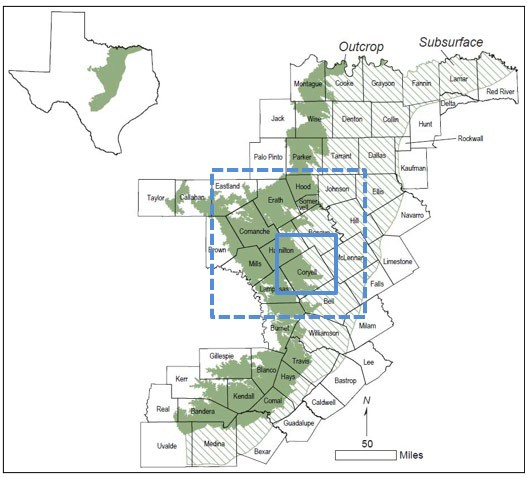 Outcrop
Subsurface
Montague
Cooke
Grayson
Fannin
Lamar
Red River
Delta
Jack
Wise
Denton
Collin
Hunt
Rockwall
Palo Pinto
Parker
Tarrant
Dallas
Kaufman
Taylor
Callahan
Eastland
Hood
Johnson
Ellis
Erath
Somer
vell
Navarro
Hill
Comanche
Bosque
Brown
Hamilton
McLennan
Limestone
Mills
Coryell
Falls
Lampasas
Bell
Milam
Burnet
Williamson
Gillespie
Travis
Lee
Kerr
Blanco
Hays
Bastrop
Real
Bandera
Kendall
Comal
Caldwell
Guadalupe
Uvalde
Medina
Bexar
N
50
Miles